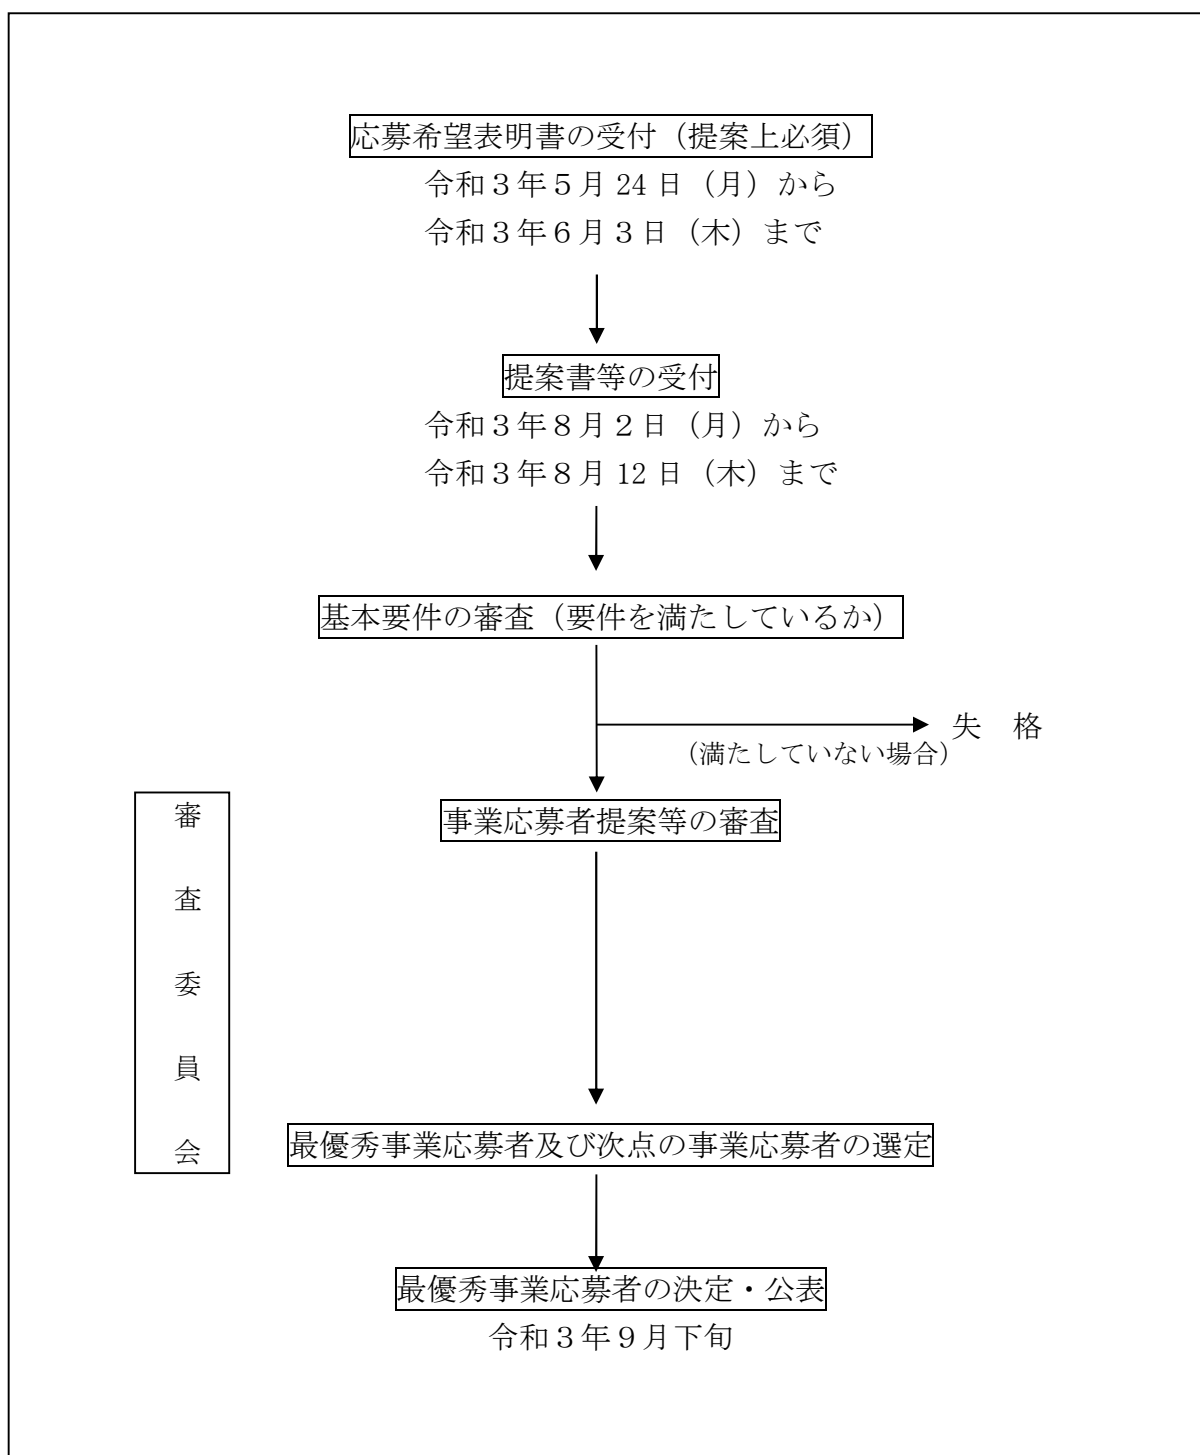 応募希望表明書の受付（提案上必須）
令和３年５月 24 日（月）から
令和３年６月３日（木）まで
提案書等の受付
令和３年８月２日（月）から
令和３年８月 12 日（木）まで
基本要件の審査（要件を満たしているか）
失　格
（満たしていない場合）
審査委員会
事業応募者提案等の審査
最優秀事業応募者及び次点の事業応募者の選定
最優秀事業応募者の決定・公表
令和３年９月下旬